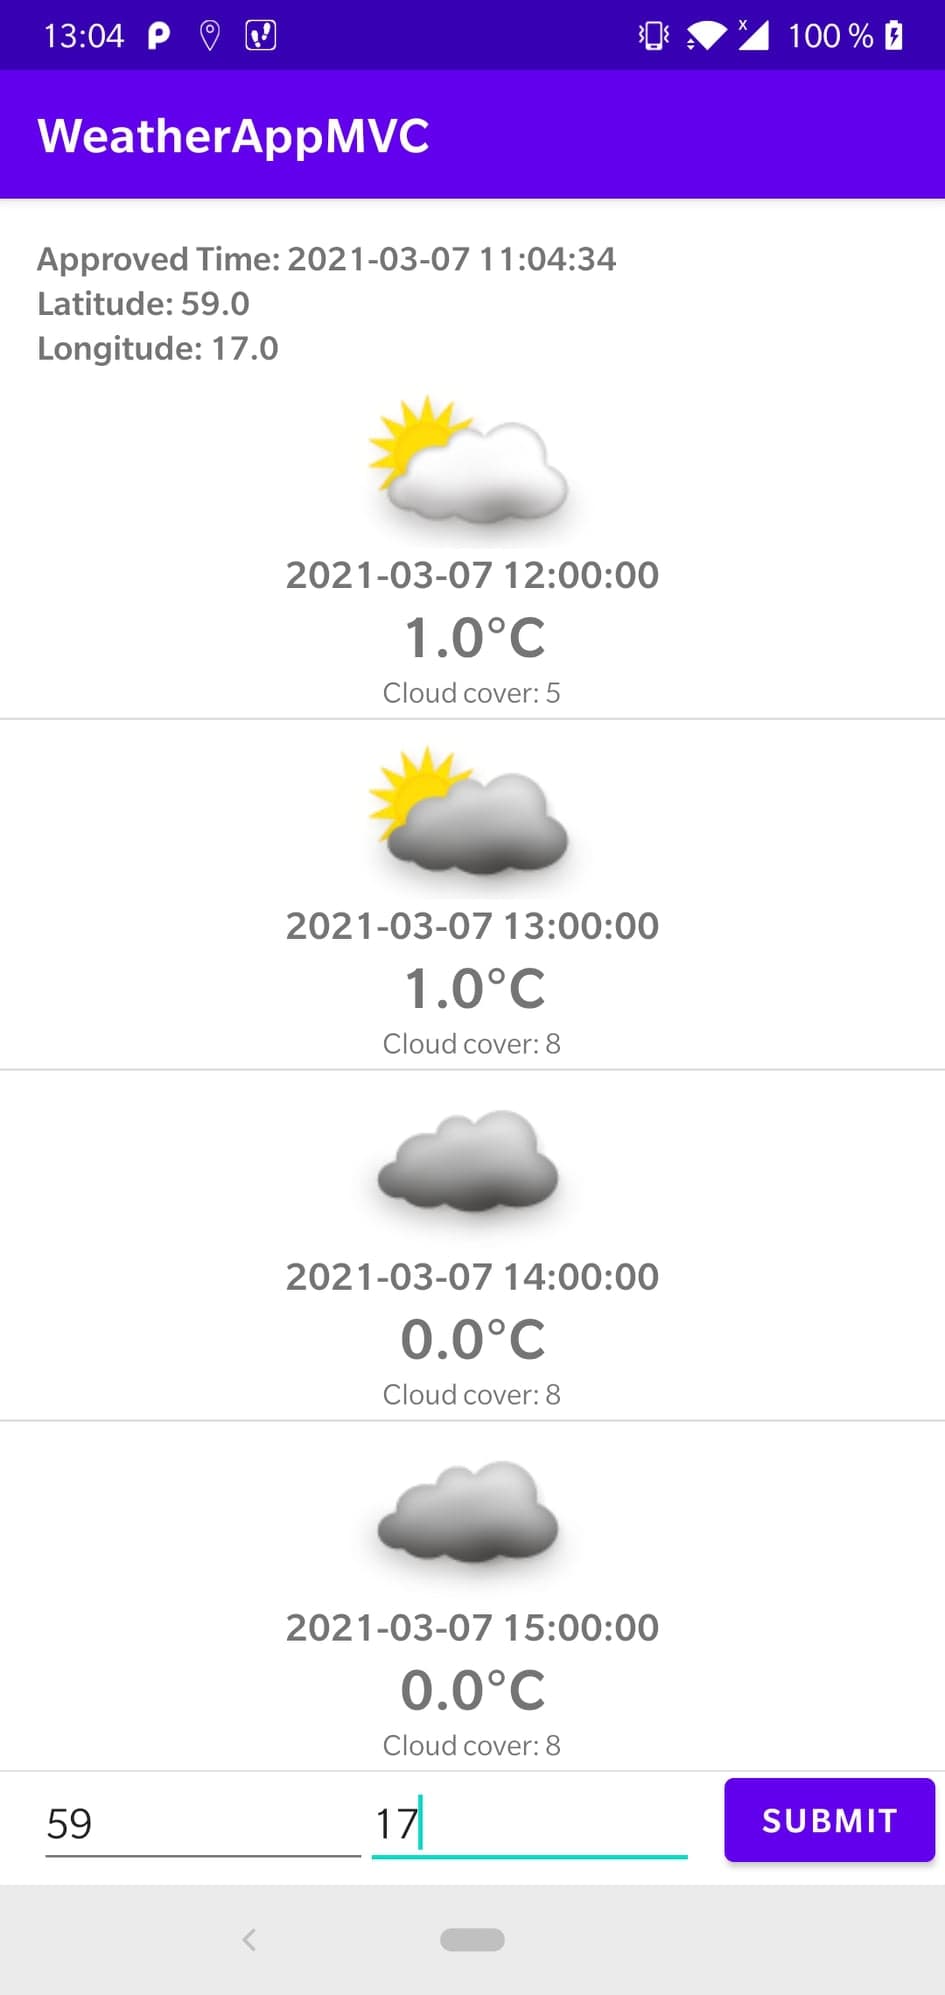 13:04 100 %
WeatherAppMVC
Approved Time: 2021-03-07 11:04:34
Latitude: 59.0
Longitude: 17.0
2021-03-07 12:00:00
1.0°C
Cloud cover: 5
2021-03-07 13:00:00
1.0°C
Cloud cover: 8
2021-03-07 14:00:00
0.0°C
Cloud cover: 8
2021-03-07 15:00:00
0.0°C
Cloud cover: 8
59 17 SUBMIT